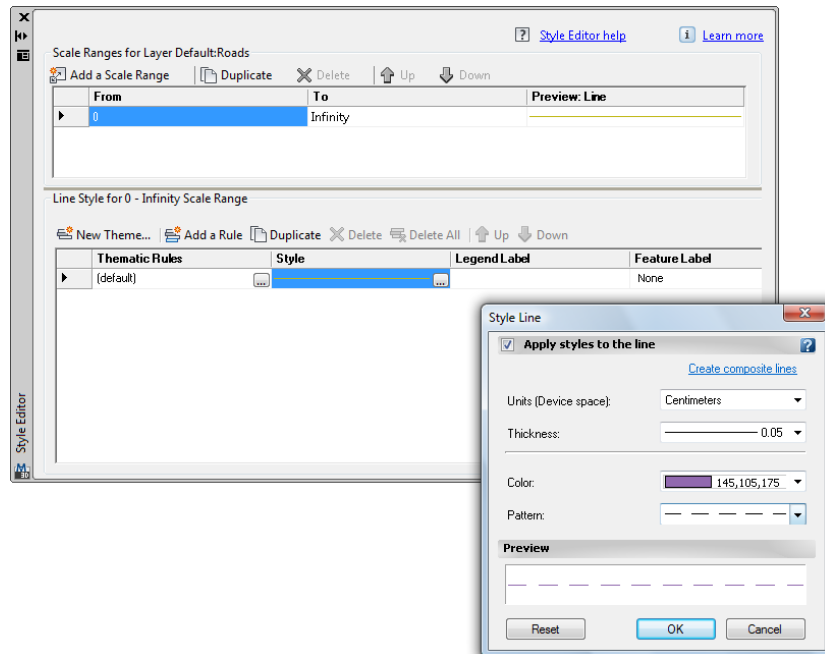 Style Editor help Learn more
Scale Ranges for Layer Default:Roads
Add a Scale Range Duplicate Delete Up Down
From To Preview: Line
0 Infinity
Line Style for 0 - Infinity Scale Range
New Theme... Add a Rule Duplicate Delete Delete All Up Down
Thematic Rules Style Legend Label Feature Label
(default) ... ... None
Style Editor
Style Line
Apply styles to the line
Create composite lines
Units (Device space): Centimeters
Thickness: 0.05
Color: 145,105,175
Pattern:
Preview
Reset OK Cancel